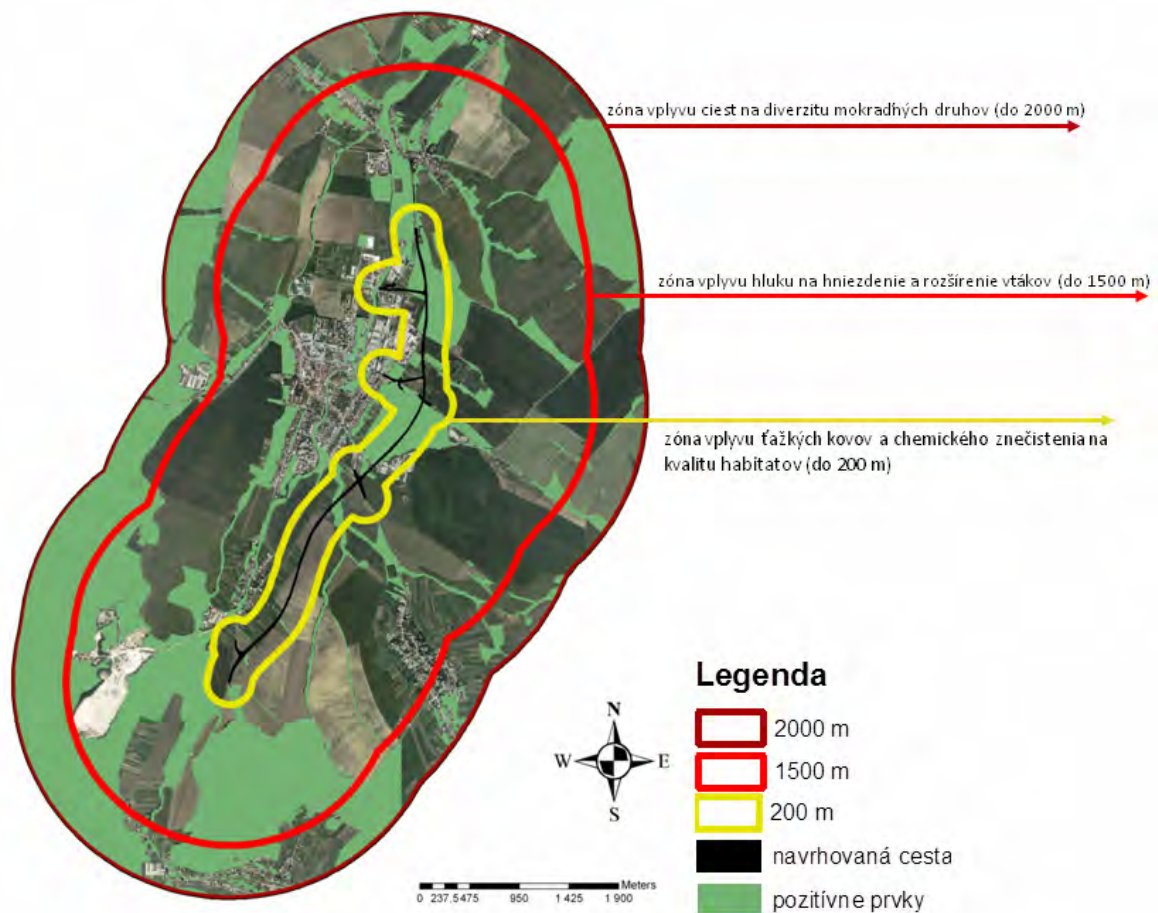 zóna vplyvu ciest na diverzitu mokraďných druhov (do 2000 m)
zóna vplyvu hluku na hniezdenie a rozšírenie vtákov (do 1500 m)
zóna vplyvu ťažkých kovov a chemického znečistenia na
kvalitu habitatov (do 200 m)
Legenda
2000 m
1500 m
200 m
navrhovaná cesta
pozitívne prvky
N
W E
S
Meters
0 237,5475 950 1 425 1 900